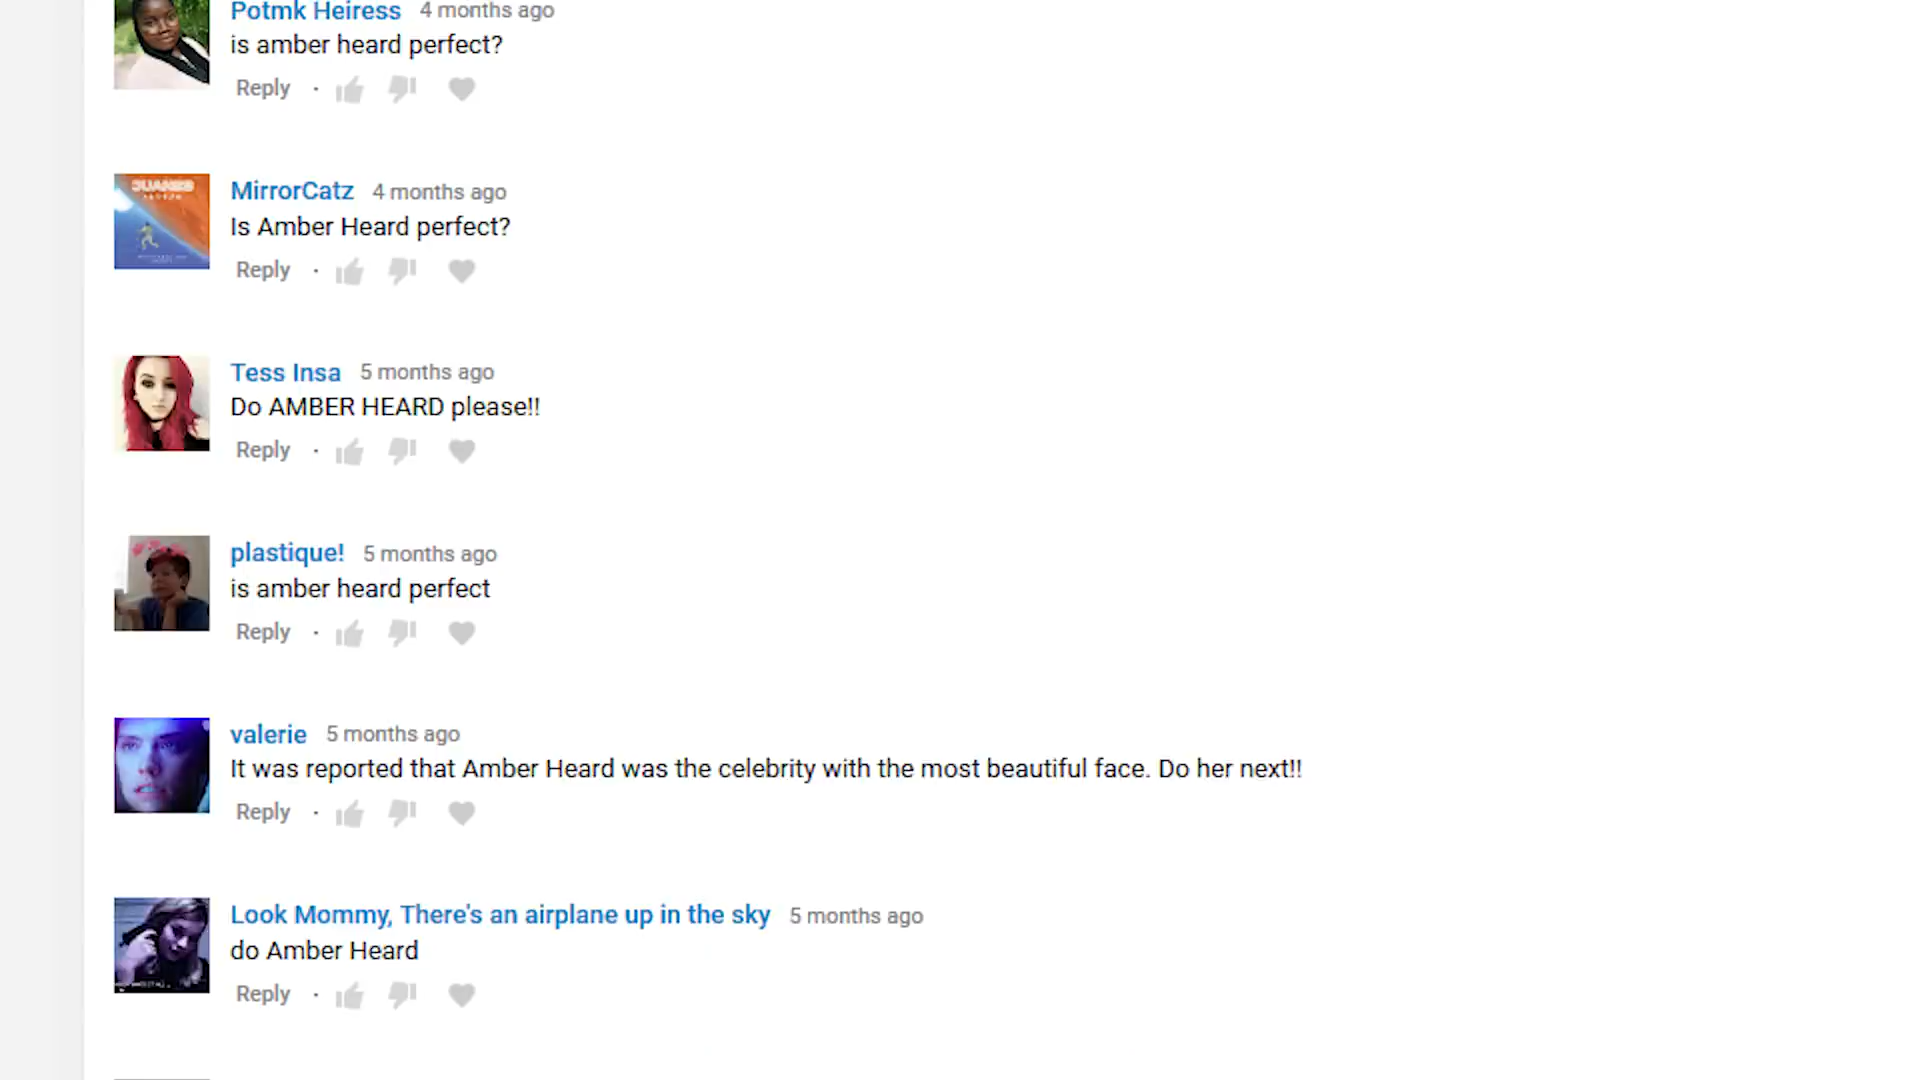 Potmk Heiress 4 months ago
is amber heard perfect?
Reply
JUANES
MirrorCatz 4 months ago
Is Amber Heard perfect?
Reply
Tess Insa 5 months ago
Do AMBER HEARD please!!
Reply
plastique! 5 months ago
is amber heard perfect
Reply
valerie 5 months ago
It was reported that Amber Heard was the celebrity with the most beautiful face. Do her next!!
Reply
Look Mommy, There's an airplane up in the sky 5 months ago
do Amber Heard
Reply